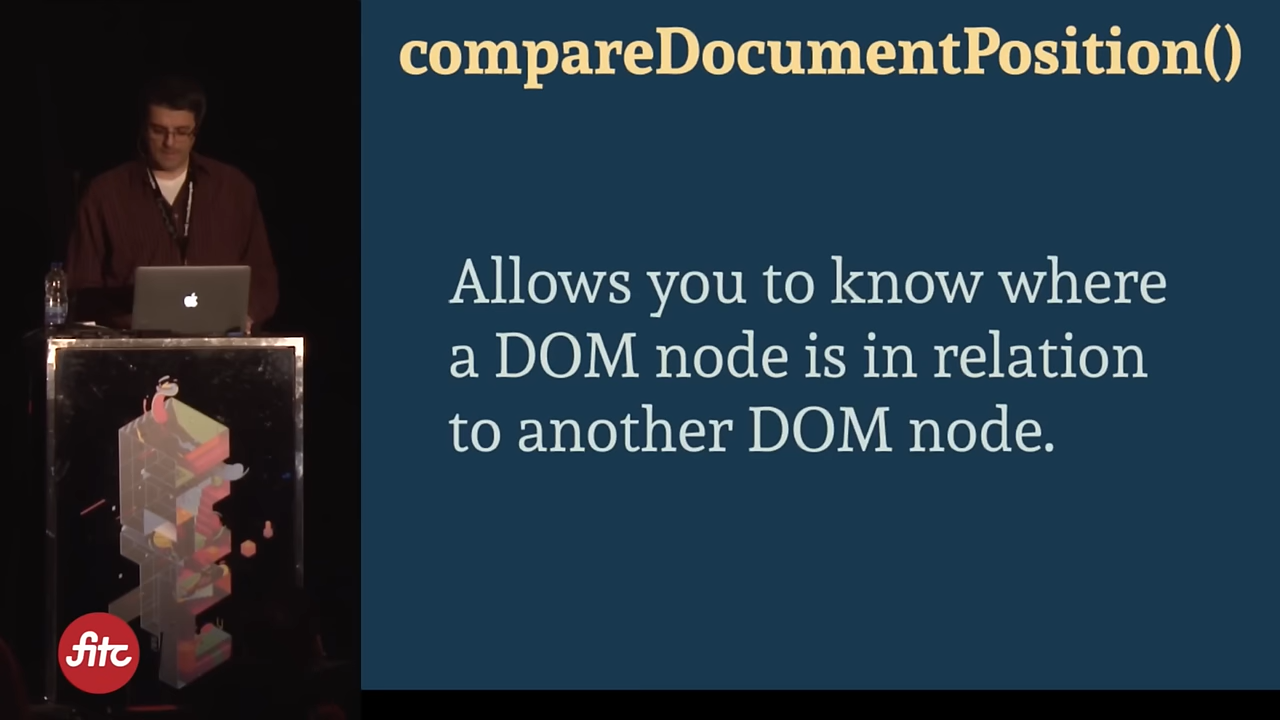 compareDocumentPosition()
Allows you to know where
a DOM node is in relation
to another DOM node.
fitc